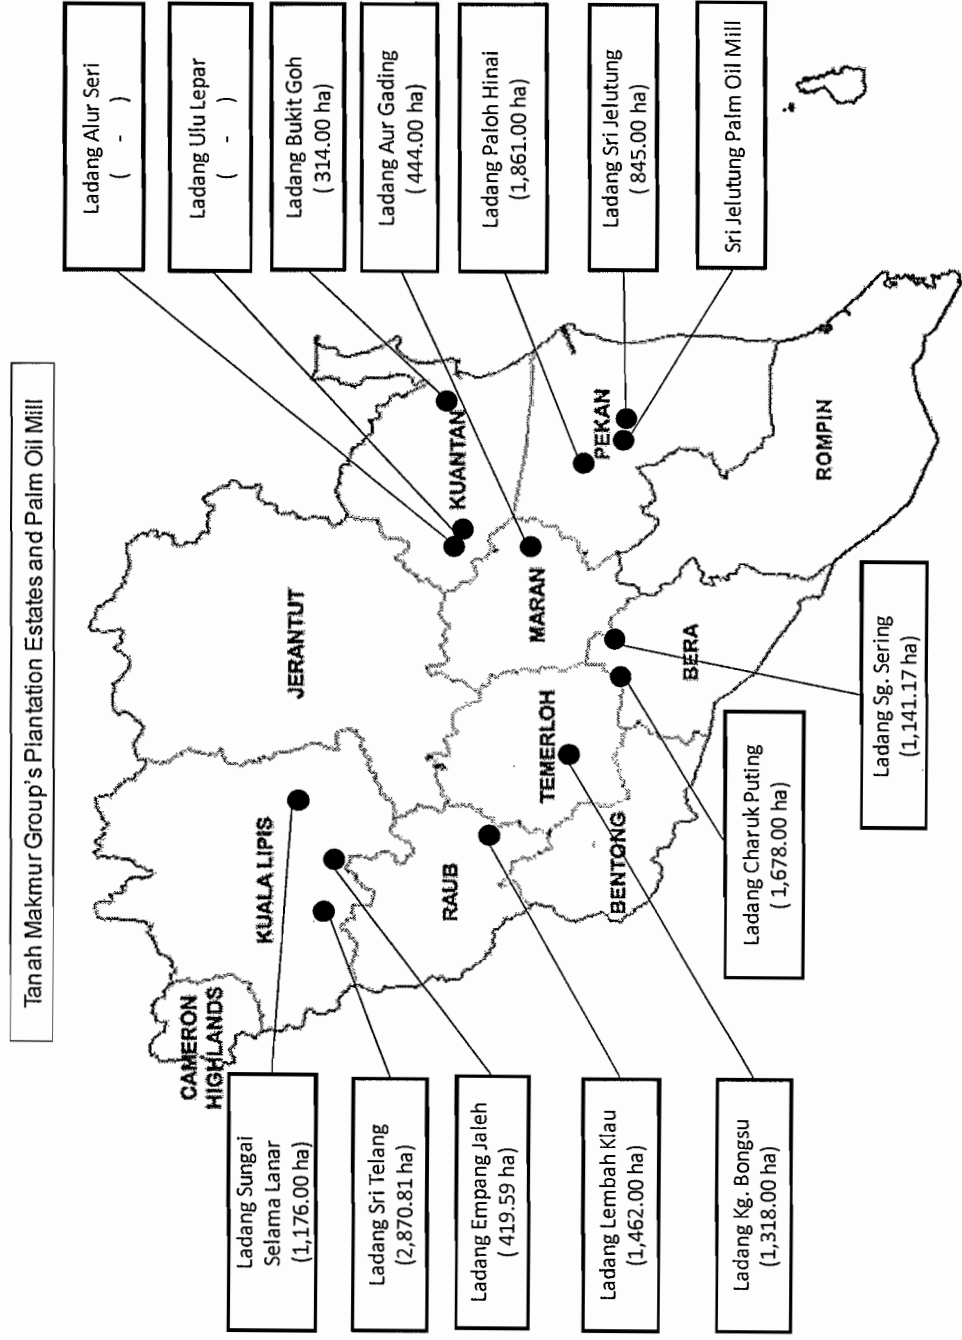 Tanah Makmur Group's Plantation Estates and Palm Oil Mill
Ladang Alur Seri
( - )
Ladang Ulu Lepar
( - )
Ladang Bukit Goh
( 314.00 ha)
Ladang Aur Gading
( 444.00 ha)
Ladang Paloh Hinai
(1,861.00 ha)
Ladang Sri Jelutung
( 845.00 ha)
Sri Jelutung Palm Oil Mill
CAMERON
HIGHLANDS
KUALA LIPIS
JERANTUT
KUANTAN
RAUB
TEMERLOH
MARAN
PEKAN
BENTONG
BERA
ROMPIN
Ladang Sungai
Selama Lanar
(1,176.00 ha)
Ladang Sri Telang
(2,870.81 ha)
Ladang Empang Jaleh
( 419.59 ha)
Ladang Lembah Klau
(1,462.00 ha)
Ladang Kg. Bongsu
(1,318.00 ha)
Ladang Charuk Puting
( 1,678.00 ha)
Ladang Sg. Sering
(1,141.17 ha)